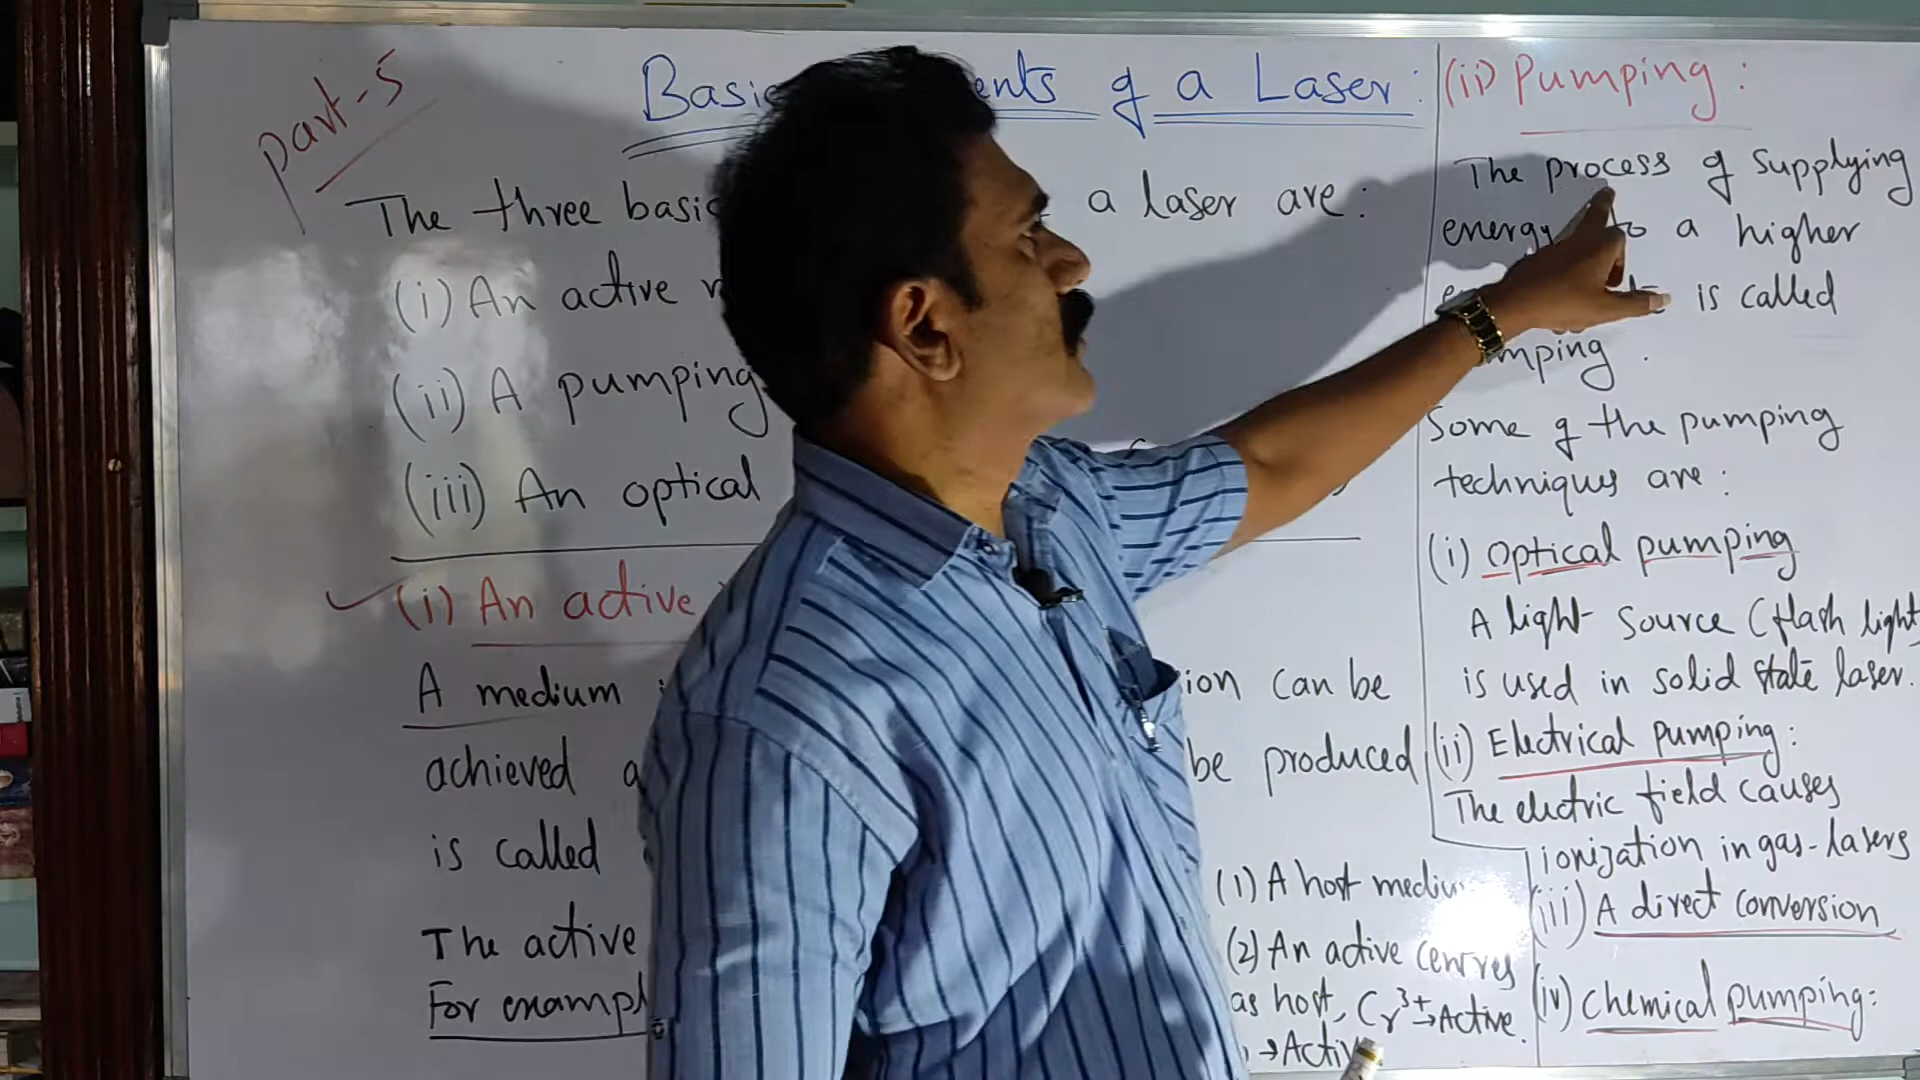 part-5
Basic ents of a Laser:
The three basic a laser are:
(i) An active
(ii) A pumping
(iii) An optical
(i) An active
A medium ion can be
achieved a be produced
is called
The active
For exampl
(1) A host mediu
(2) An active centres
as host, Cr³⁺→Active.
→Activ
(ii) Pumping:
The process of supplying
energy to a higher
is called
mping.
Some of the pumping
techniques are:
(i) Optical pumping
A light source (flash light)
is used in solid state laser.
(ii) Electrical pumping:
The electric field causes
ionization in gas-lasers
(iii) A direct conversion
(iv) Chemical pumping: